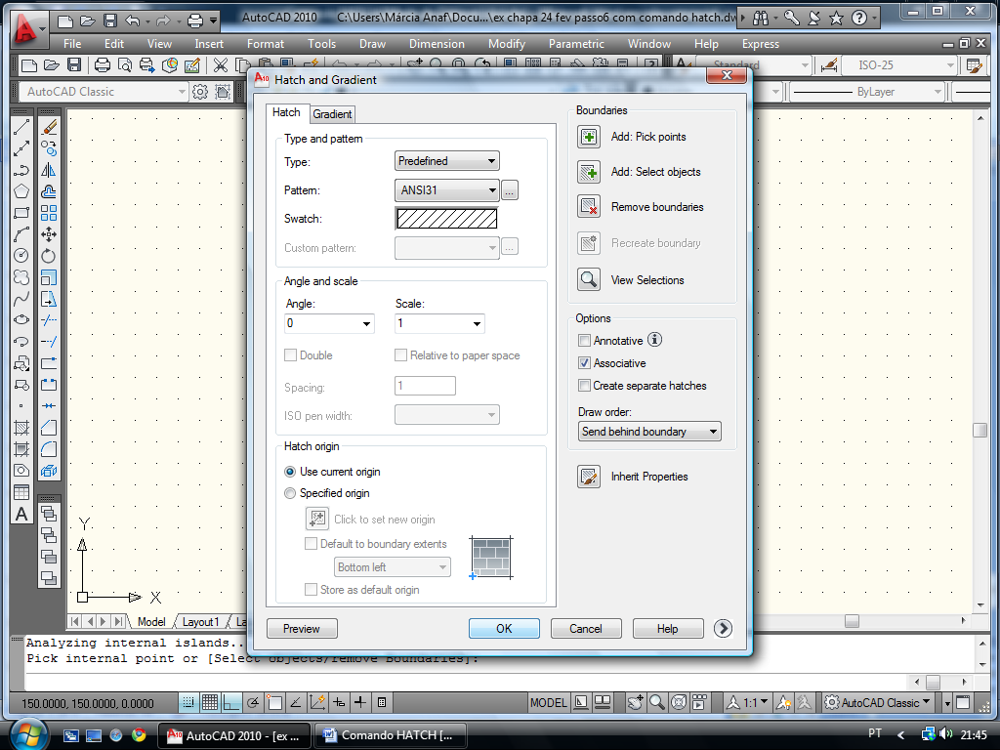 AutoCAD 2010 C:\Users\Márcia Anaf\Docu...\ex chapa 24 fev passo6 com comando hatch.dw
File Edit View Insert Format Tools Draw Dimension Modify Parametric Window Help Express
Standard ISO-25
AutoCAD Classic ByLayer
Hatch and Gradient
Hatch Gradient
Type and pattern
Type: Predefined
Pattern: ANSI31 ...
Swatch:
Custom pattern: ...
Angle and scale
Angle: Scale:
0 1
Double Relative to paper space
Spacing: 1
ISO pen width:
Hatch origin
Use current origin
Specified origin
Click to set new origin
Default to boundary extents
Bottom left
Store as default origin
Boundaries
Add: Pick points
Add: Select objects
Remove boundaries
Recreate boundary
View Selections
Options
Annotative
Associative
Create separate hatches
Draw order:
Send behind boundary
Inherit Properties
Preview OK Cancel Help
A
Y
X
Model Layout1 La
Analyzing internal islands..
Pick internal point or [Select objects/remove Boundaries]:
150.0000, 150.0000, 0.0000 MODEL 1:1 AutoCAD Classic
AutoCAD 2010 - [ex ... Comando HATCH [... PT 21:45